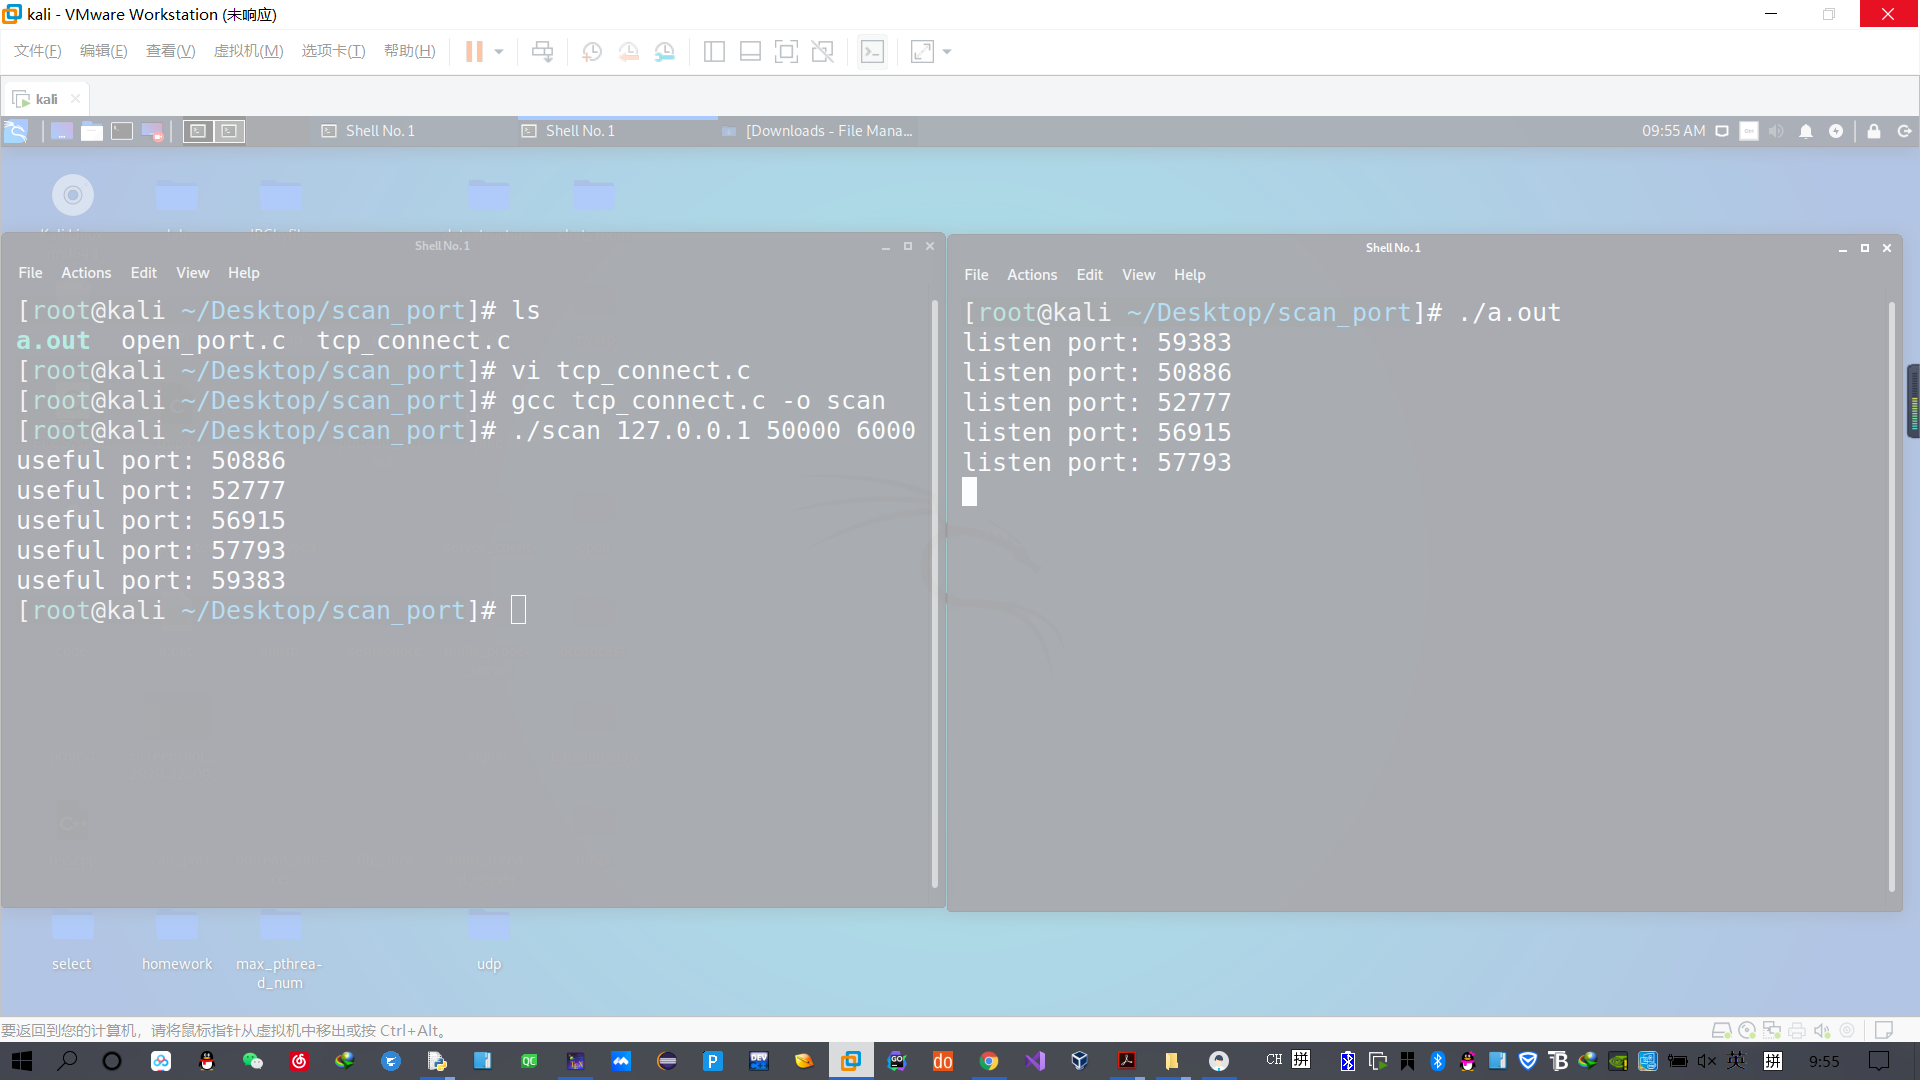 kali - VMware Workstation (未响应)
文件(F) 编辑(E) 查看(V) 虚拟机(M) 选项卡(T) 帮助(H)
kali
Shell No. 1
Shell No. 1
[Downloads - File Mana...
09:55 AM
Shell No. 1
File Actions Edit View Help
[root@kali ~/Desktop/scan_port]# ls
a.out open_port.c tcp_connect.c
[root@kali ~/Desktop/scan_port]# vi tcp_connect.c
[root@kali ~/Desktop/scan_port]# gcc tcp_connect.c -o scan
[root@kali ~/Desktop/scan_port]# ./scan 127.0.0.1 50000 6000
useful port: 50886
useful port: 52777
useful port: 56915
useful port: 57793
useful port: 59383
[root@kali ~/Desktop/scan_port]#
Shell No. 1
File Actions Edit View Help
[root@kali ~/Desktop/scan_port]# ./a.out
listen port: 59383
listen port: 50886
listen port: 52777
listen port: 56915
listen port: 57793
select
homework
max_pthrea-
d_num
udp
要返回到您的计算机，请将鼠标指针从虚拟机中移出或按 Ctrl+Alt。
QC
P
DEV
GO
do
CH 拼
英
拼
9:55